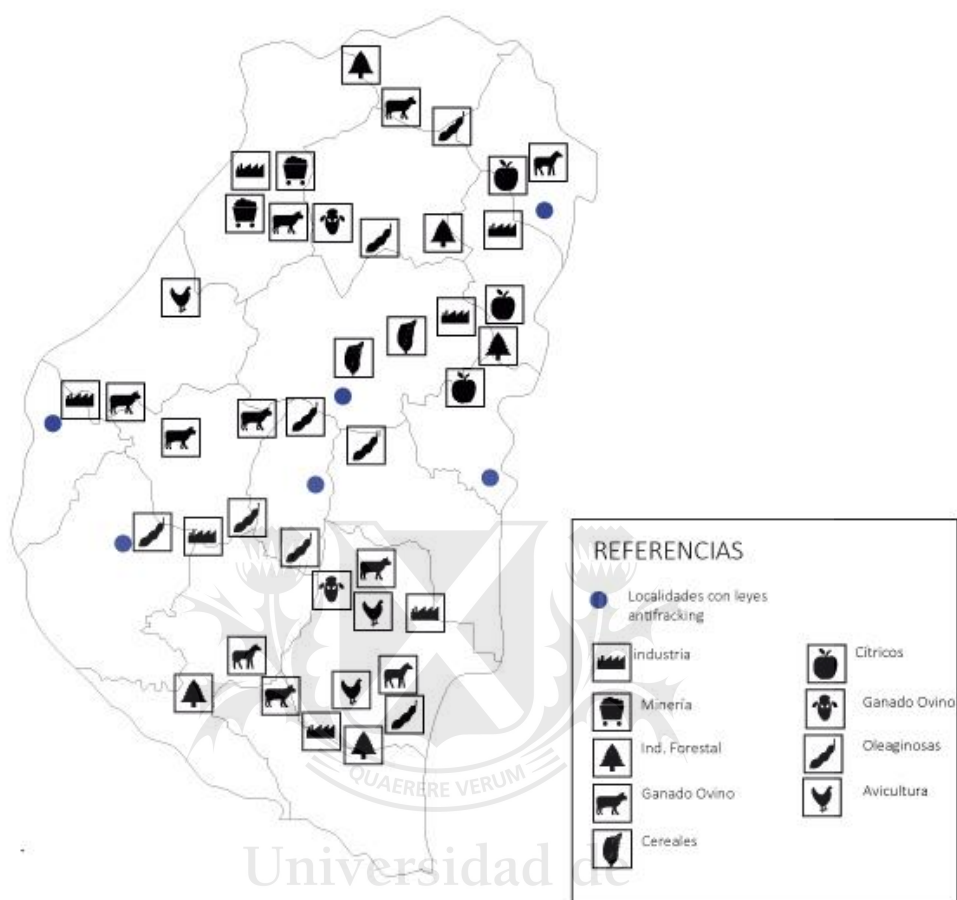 REFERENCIAS
Localidades con leyes
antifracking
industria
Minería
Ind. Forestal
Ganado Ovino
Cereales
Cítricos
Ganado Ovino
Oleaginosas
Avicultura
QUAERERE VERUM
Universidad de